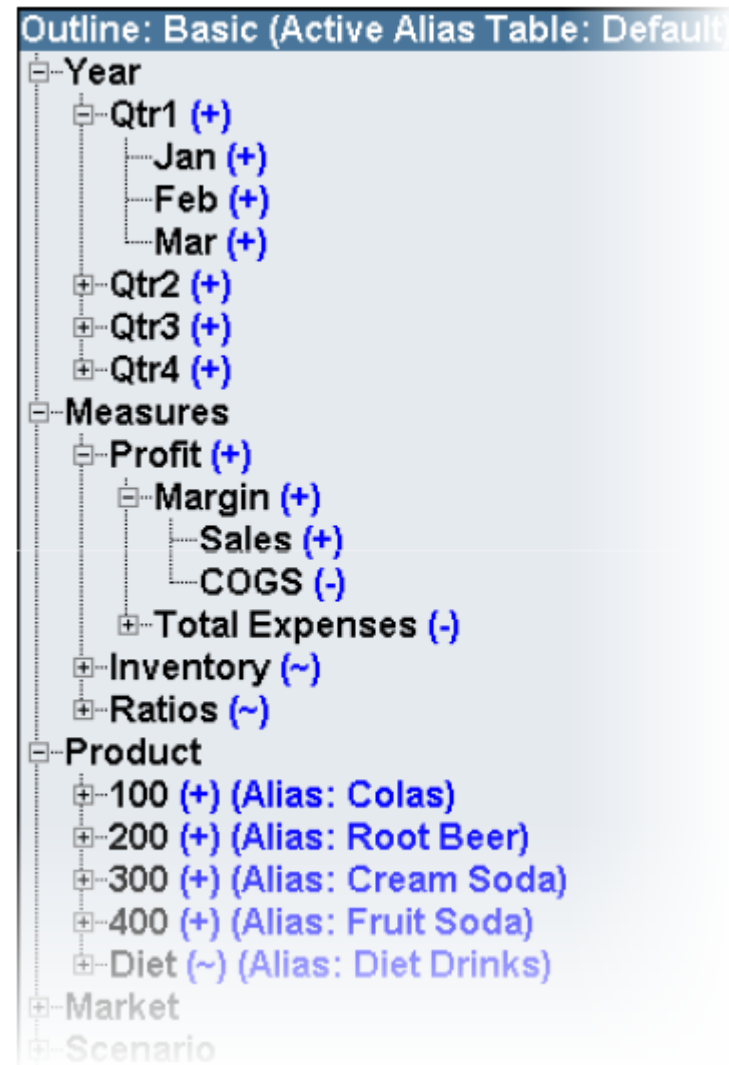 Outline: Basic (Active Alias Table: Default)
Year
Qtr1 (+)
Jan (+)
Feb (+)
Mar (+)
Qtr2 (+)
Qtr3 (+)
Qtr4 (+)
Measures
Profit (+)
Margin (+)
Sales (+)
COGS (-)
Total Expenses (-)
Inventory (~)
Ratios (~)
Product
100 (+) (Alias: Colas)
200 (+) (Alias: Root Beer)
300 (+) (Alias: Cream Soda)
400 (+) (Alias: Fruit Soda)
Diet (~) (Alias: Diet Drinks)
Market
Scenario